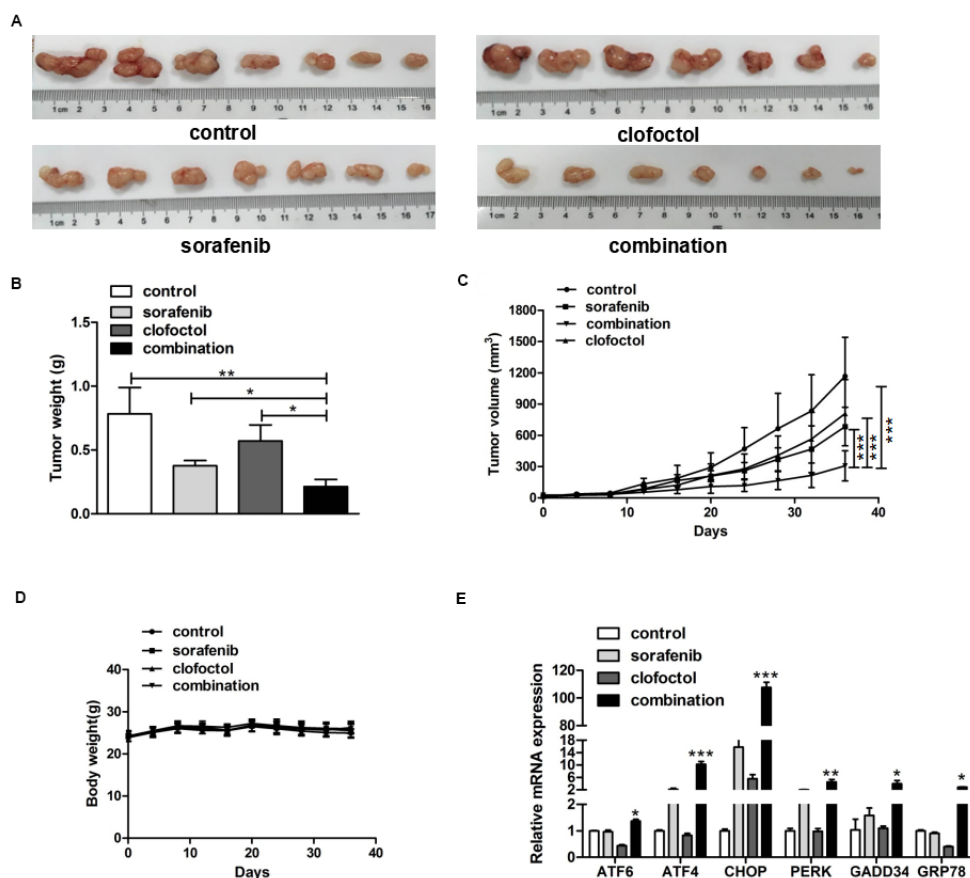 A
1cm 2 3 4 5 6 7 8 9 10 11 12 13 14 15 16
control
1cm 2 3 4 5 6 7 8 9 10 11 12 13 14 15 16
clofoctol
1cm 2 3 4 5 6 7 8 9 10 11 12 13 14 15 16 17
sorafenib
1cm 2 3 4 5 6 7 8 9 10 11 12 13 14 15 16
combination
B
control
sorafenib
clofoctol
combination
Tumor weight (g)
1.5
1.0
0.5
0.0
**
*
*
C
control
sorafenib
combination
clofoctol
Tumor volume (mm³)
1800
1500
1200
900
600
300
0
0 10 20 30 40
Days
***
***
***
D
control
sorafenib
clofoctol
combination
Body weight(g)
40
26
22
0
0 10 20 30 40
Days
E
control
sorafenib
clofoctol
combination
Relative mRNA expression
120
100
80
18
14
10
6
2
2
1
0
*
***
***
**
*
*
ATF6 ATF4 CHOP PERK GADD34 GRP78